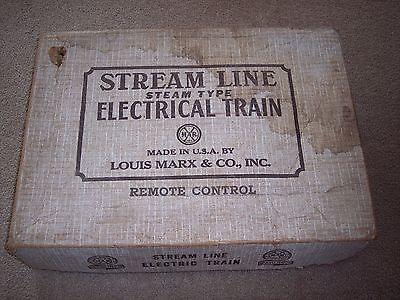 STREAM LINE
STEAM TYPE
ELECTRICAL TRAIN
MADE IN U.S.A. BY
LOUIS MARX & CO., INC.
REMOTE CONTROL
STREAM LINE
ELECTRIC TRAIN